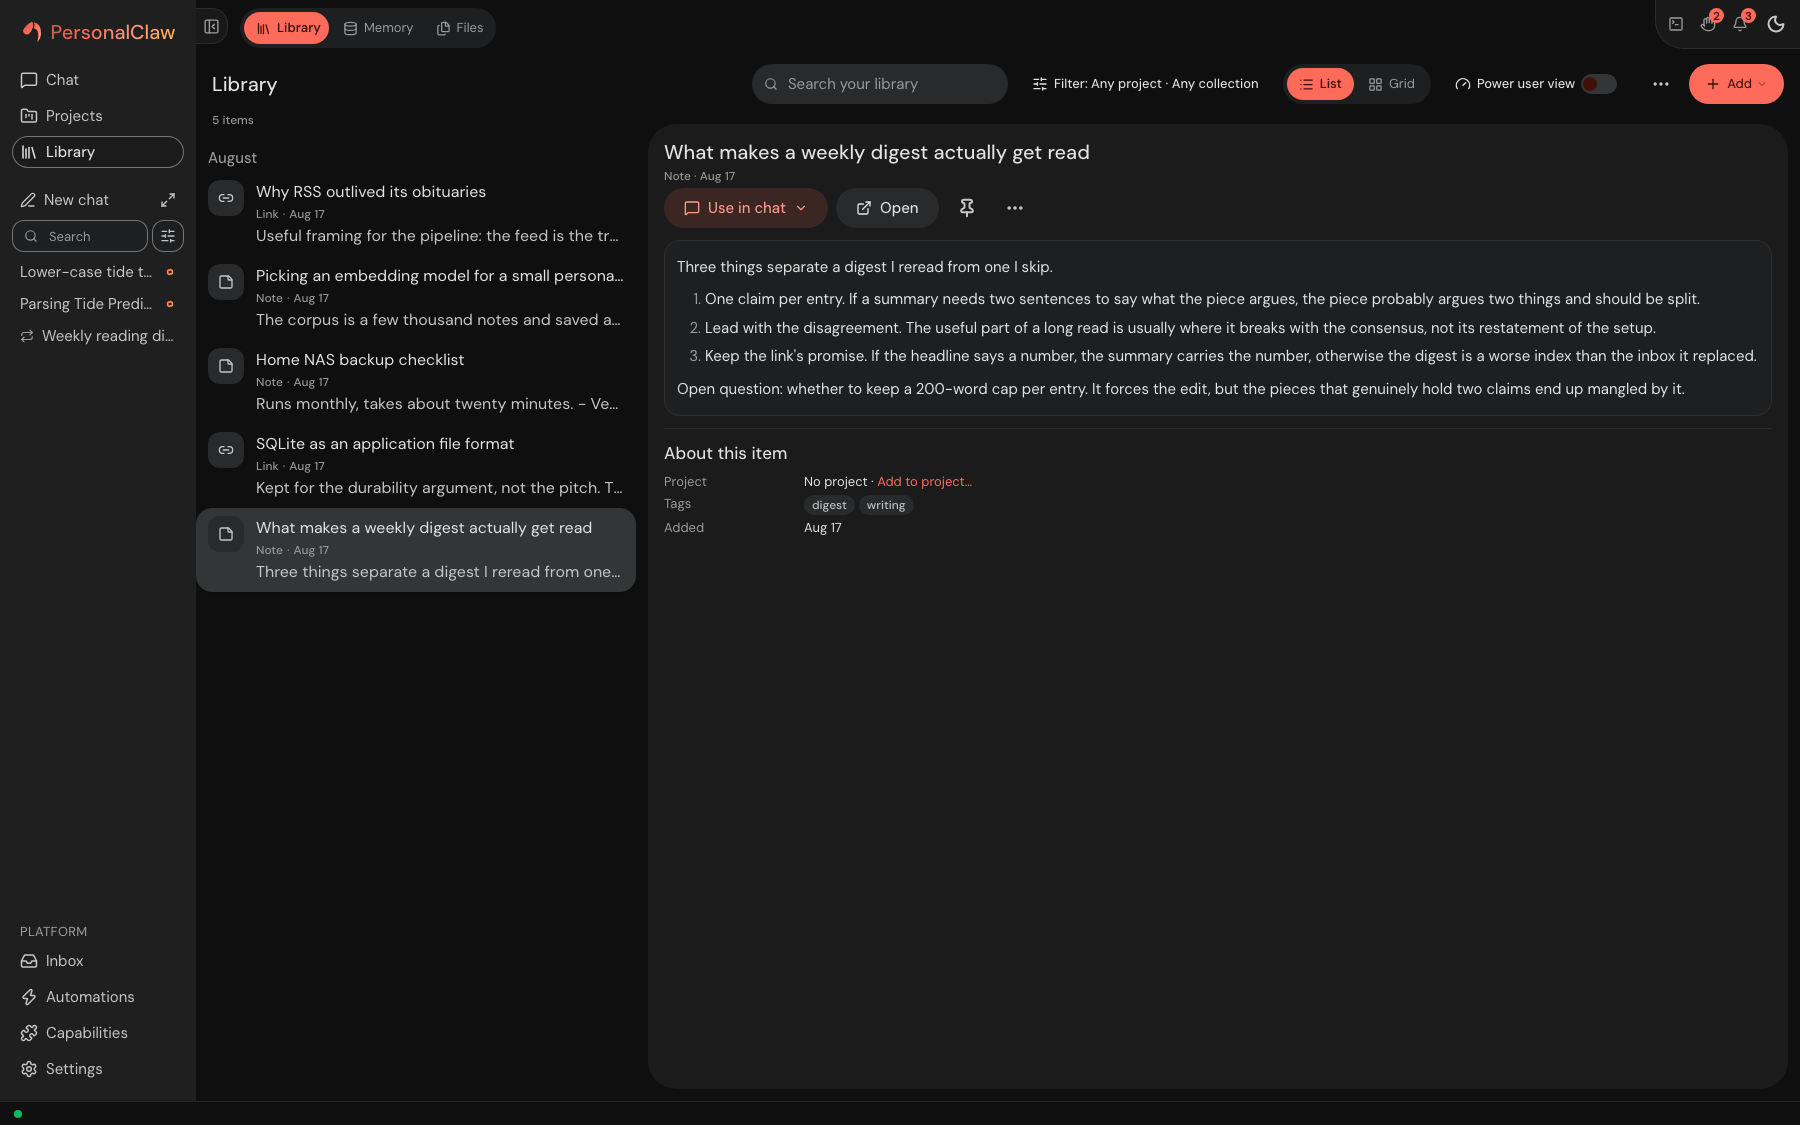 PersonalClaw
Library
Memory
Files
2
3
Chat
Projects
Library
New chat
Search
Lower-case tide t...
Parsing Tide Predi...
Weekly reading di...
PLATFORM
Inbox
Automations
Capabilities
Settings
Library
Search your library
Filter: Any project · Any collection
List
Grid
Power user view
Add
5 items
August
Why RSS outlived its obituaries
Link · Aug 17
Useful framing for the pipeline: the feed is the tr...
Picking an embedding model for a small persona...
Note · Aug 17
The corpus is a few thousand notes and saved a...
Home NAS backup checklist
Note · Aug 17
Runs monthly, takes about twenty minutes. - Ve...
SQLite as an application file format
Link · Aug 17
Kept for the durability argument, not the pitch. T...
What makes a weekly digest actually get read
Note · Aug 17
Three things separate a digest I reread from one...
What makes a weekly digest actually get read
Note · Aug 17
Use in chat
Open
Three things separate a digest I reread from one I skip.
1. One claim per entry. If a summary needs two sentences to say what the piece argues, the piece probably argues two things and should be split.
2. Lead with the disagreement. The useful part of a long read is usually where it breaks with the consensus, not its restatement of the setup.
3. Keep the link's promise. If the headline says a number, the summary carries the number, otherwise the digest is a worse index than the inbox it replaced.
Open question: whether to keep a 200-word cap per entry. It forces the edit, but the pieces that genuinely hold two claims end up mangled by it.
About this item
Project
No project · Add to project...
Tags
digest
writing
Added
Aug 17